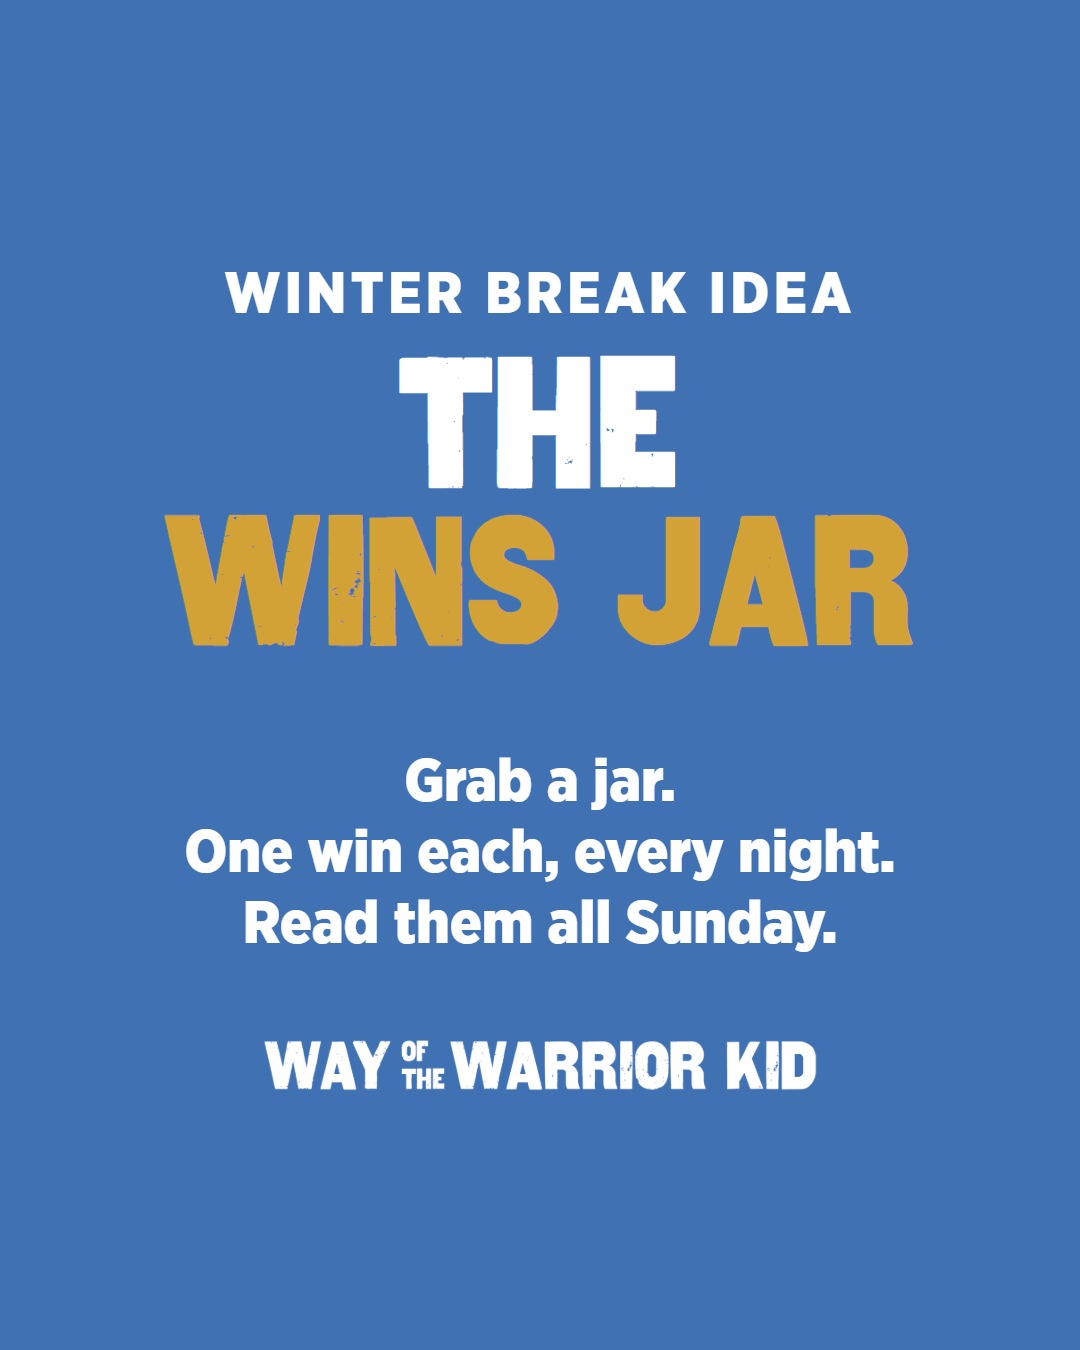 WINTER BREAK IDEA
THE
WINS JAR
Grab a jar.
One win each, every night.
Read them all Sunday.
WAY OF THE WARRIOR KID